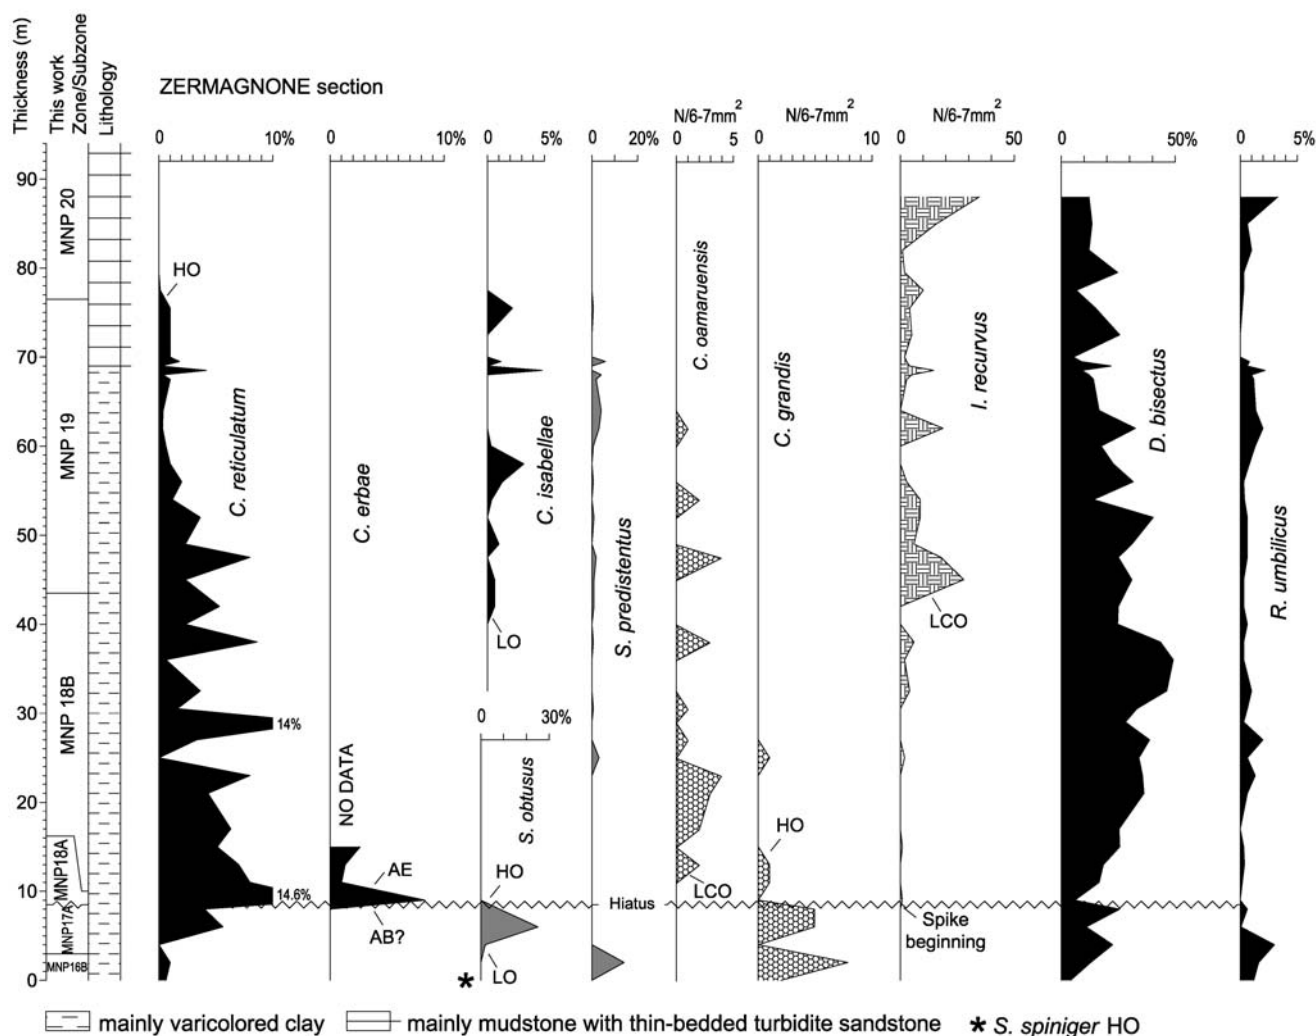 ZERMAGNONE section
Thickness (m)
This work
Zone/Subzone
Lithology
0 10%
0 10%
0 5%
0 20%
N/6-7mm2
0 5
N/6-7mm2
0 10
N/6-7mm2
0 50
0 50%
0 5%
90
80
70
60
50
40
30
20
10
0
MNP 20
MNP 19
MNP 18B
MNP18A
MNP17A
MNP16B
HO
C. reticulatum
14%
14.6%
C. erbae
NO DATA
AE
AB?
C. isabellae
LO
0 30%
S. obtusus
HO
LO
S. predistentus
Hiatus
C. oamaruensis
LCO
C. grandis
HO
I. recurvus
LCO
Spike
beginning
D. bisectus
R. umbilicus
*
mainly varicolored clay
mainly mudstone with thin-bedded turbidite sandstone
* S. spiniger HO